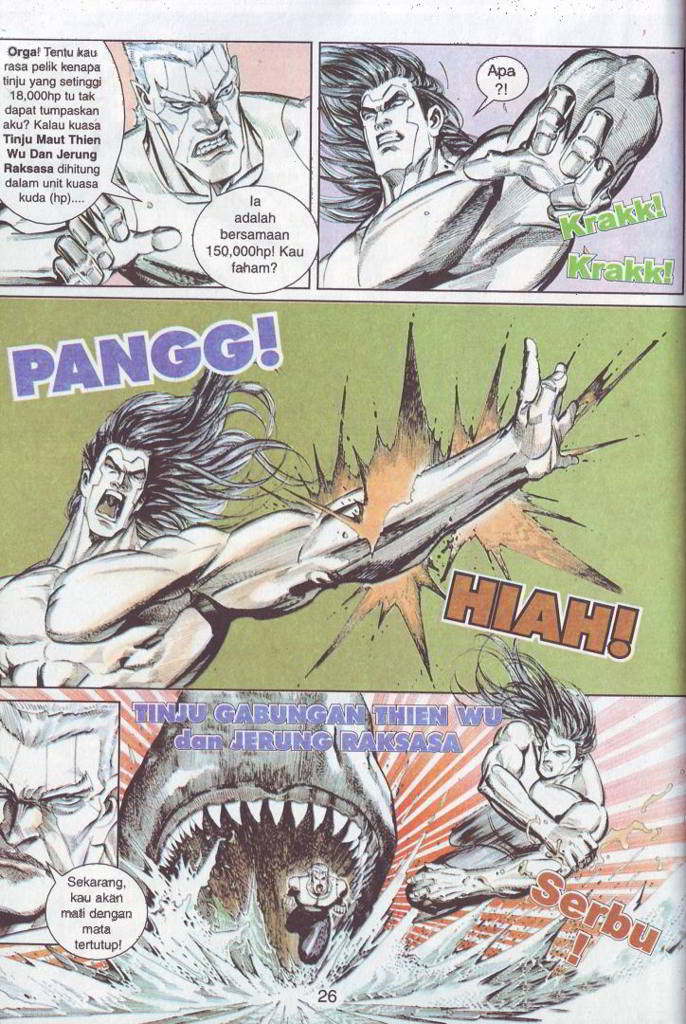 Orga! Tentu kau
rasa pelik kenapa
tinju yang setinggi
18,000hp tu tak
dapat tumpaskan
aku? Kalau kuasa
Tinju Maut Thien
Wu Dan Jerung
Raksasa dihitung
dalam unit kuasa
kuda (hp)....
Ia
adalah
bersamaan
150,000hp! Kau
faham?
Apa
?!
Krakk!
Krakk!
PANGG!
HIAH!
TINJU GABUNGAN THIEN WU
dan JERUNG RAKSASA
Sekarang,
kau akan
mati dengan
mata
tertutup!
Serbu
!
26